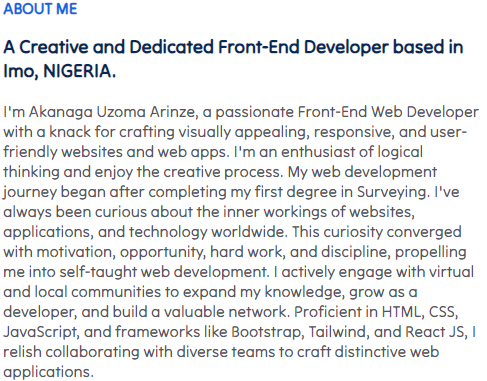 ABOUT ME
A Creative and Dedicated Front-End Developer based in
Imo, NIGERIA.
I'm Akanaga Uzoma Arinze, a passionate Front-End Web Developer
with a knack for crafting visually appealing, responsive, and user-
friendly websites and web apps. I'm an enthusiast of logical
thinking and enjoy the creative process. My web development
journey began after completing my first degree in Surveying. I've
always been curious about the inner workings of websites,
applications, and technology worldwide. This curiosity converged
with motivation, opportunity, hard work, and discipline, propelling
me into self-taught web development. I actively engage with virtual
and local communities to expand my knowledge, grow as a
developer, and build a valuable network. Proficient in HTML, CSS,
JavaScript, and frameworks like Bootstrap, Tailwind, and React JS, I
relish collaborating with diverse teams to craft distinctive web
applications.